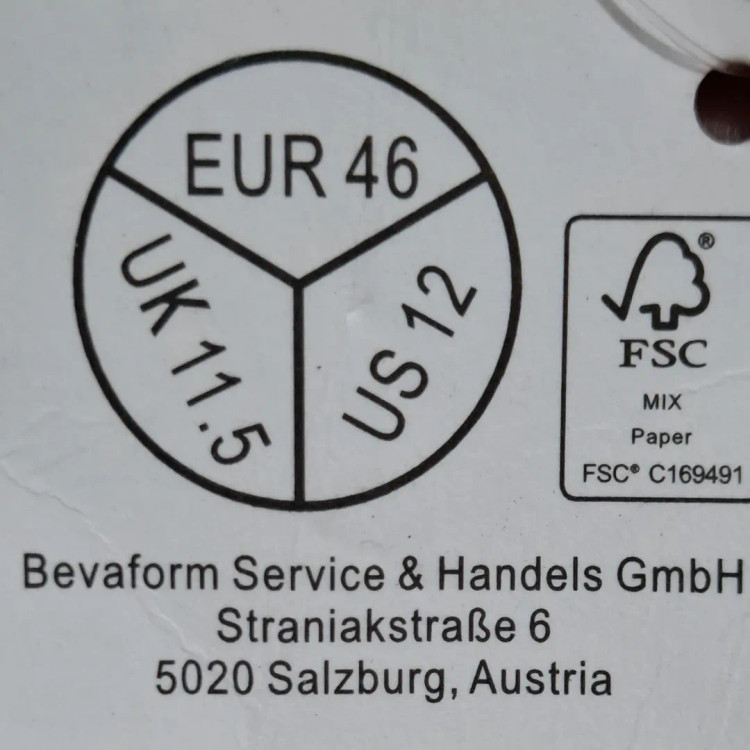 EUR 46
UK 11.5
US 12
®
FSC
MIX
Paper
FSC® C169491
Bevaform Service & Handels GmbH
Straniakstraße 6
5020 Salzburg, Austria